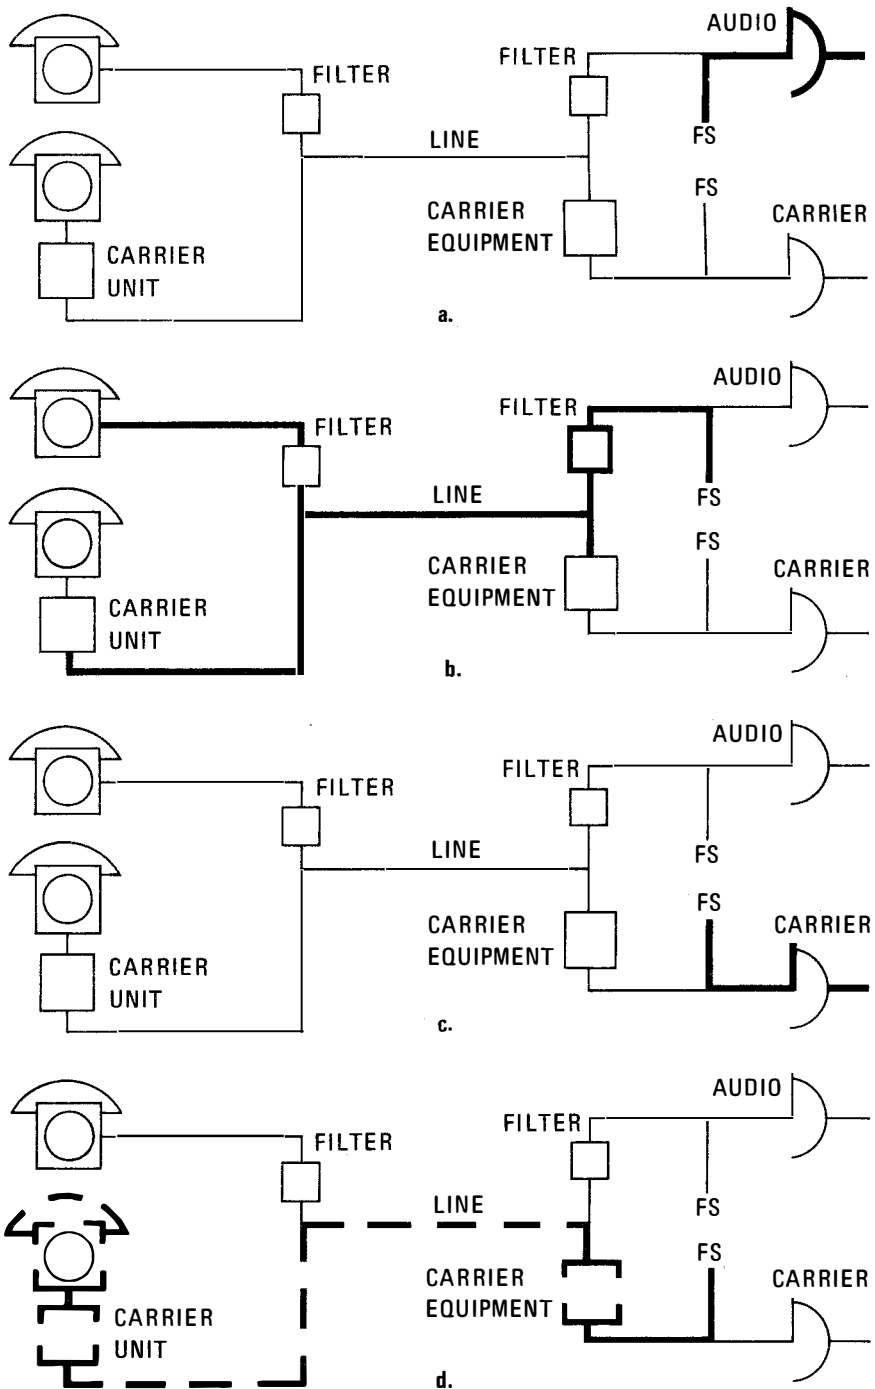 AUDIO
FILTER
FILTER
LINE
FS
FS
CARRIER
EQUIPMENT
CARRIER
CARRIER
UNIT
a.
AUDIO
FILTER
FILTER
LINE
FS
FS
CARRIER
EQUIPMENT
CARRIER
CARRIER
UNIT
b.
AUDIO
FILTER
FILTER
LINE
FS
FS
CARRIER
EQUIPMENT
CARRIER
CARRIER
UNIT
c.
AUDIO
FILTER
FILTER
LINE
FS
FS
CARRIER
EQUIPMENT
CARRIER
CARRIER
UNIT
d.